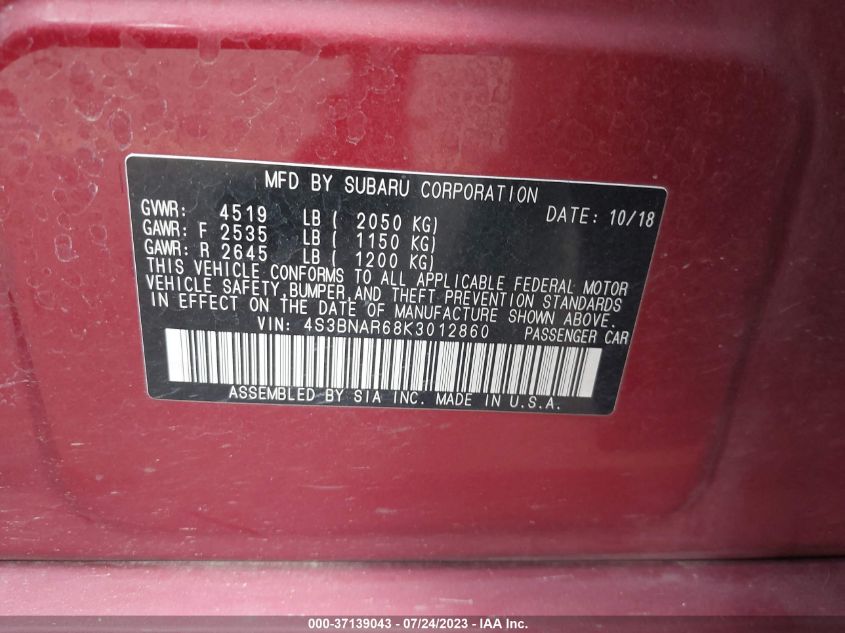 MFD BY SUBARU CORPORATION
GVWR: 4519 LB ( 2050 KG) DATE: 10/18
GAWR: F 2535 LB ( 1150 KG)
GAWR: R 2645 LB ( 1200 KG)
THIS VEHICLE CONFORMS TO ALL APPLICABLE FEDERAL MOTOR
VEHICLE SAFETY, BUMPER, AND THEFT PREVENTION STANDARDS
IN EFFECT ON THE DATE OF MANUFACTURE SHOWN ABOVE.
VIN: 4S3BNAR68K3012860 PASSENGER CAR
ASSEMBLED BY SIA INC. MADE IN U.S.A.
000-37139043 — 07/24/2023 — IAA Inc.